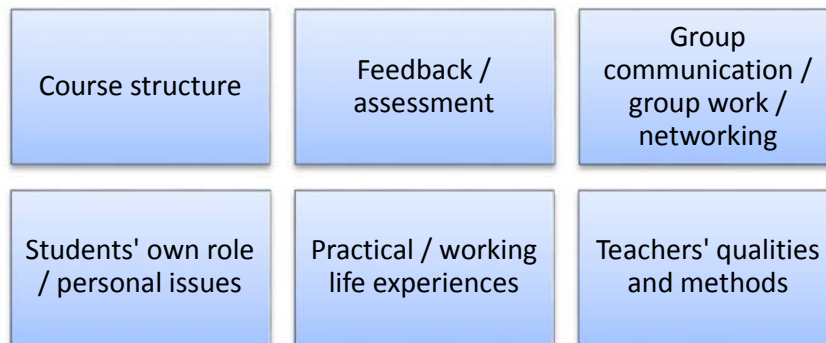 Course structure
Feedback /
assessment
Group
communication /
group work /
networking
Students' own role
/ personal issues
Practical / working
life experiences
Teachers' qualities
and methods